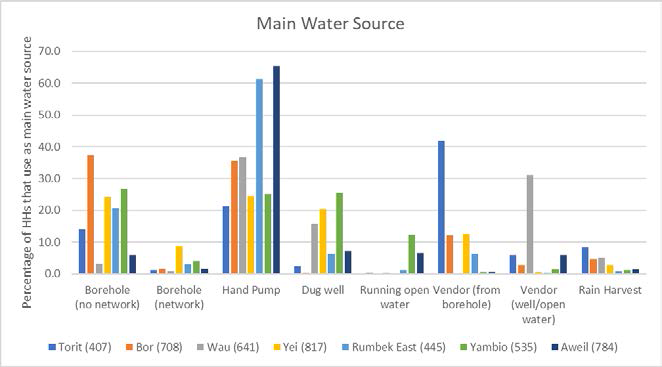 Main Water Source
Percentage of HHs that use as main water source
70.0
60.0
50.0
40.0
30.0
20.0
10.0
0.0
Borehole
(no network)
Borehole
(network)
Hand Pump
Dug well
Running open
water
Vendor (from
borehole)
Vendor
(well/open
water)
Rain Harvest
Torit (407)
Bor (708)
Wau (641)
Yei (817)
Rumbek East (445)
Yambio (535)
Aweil (784)